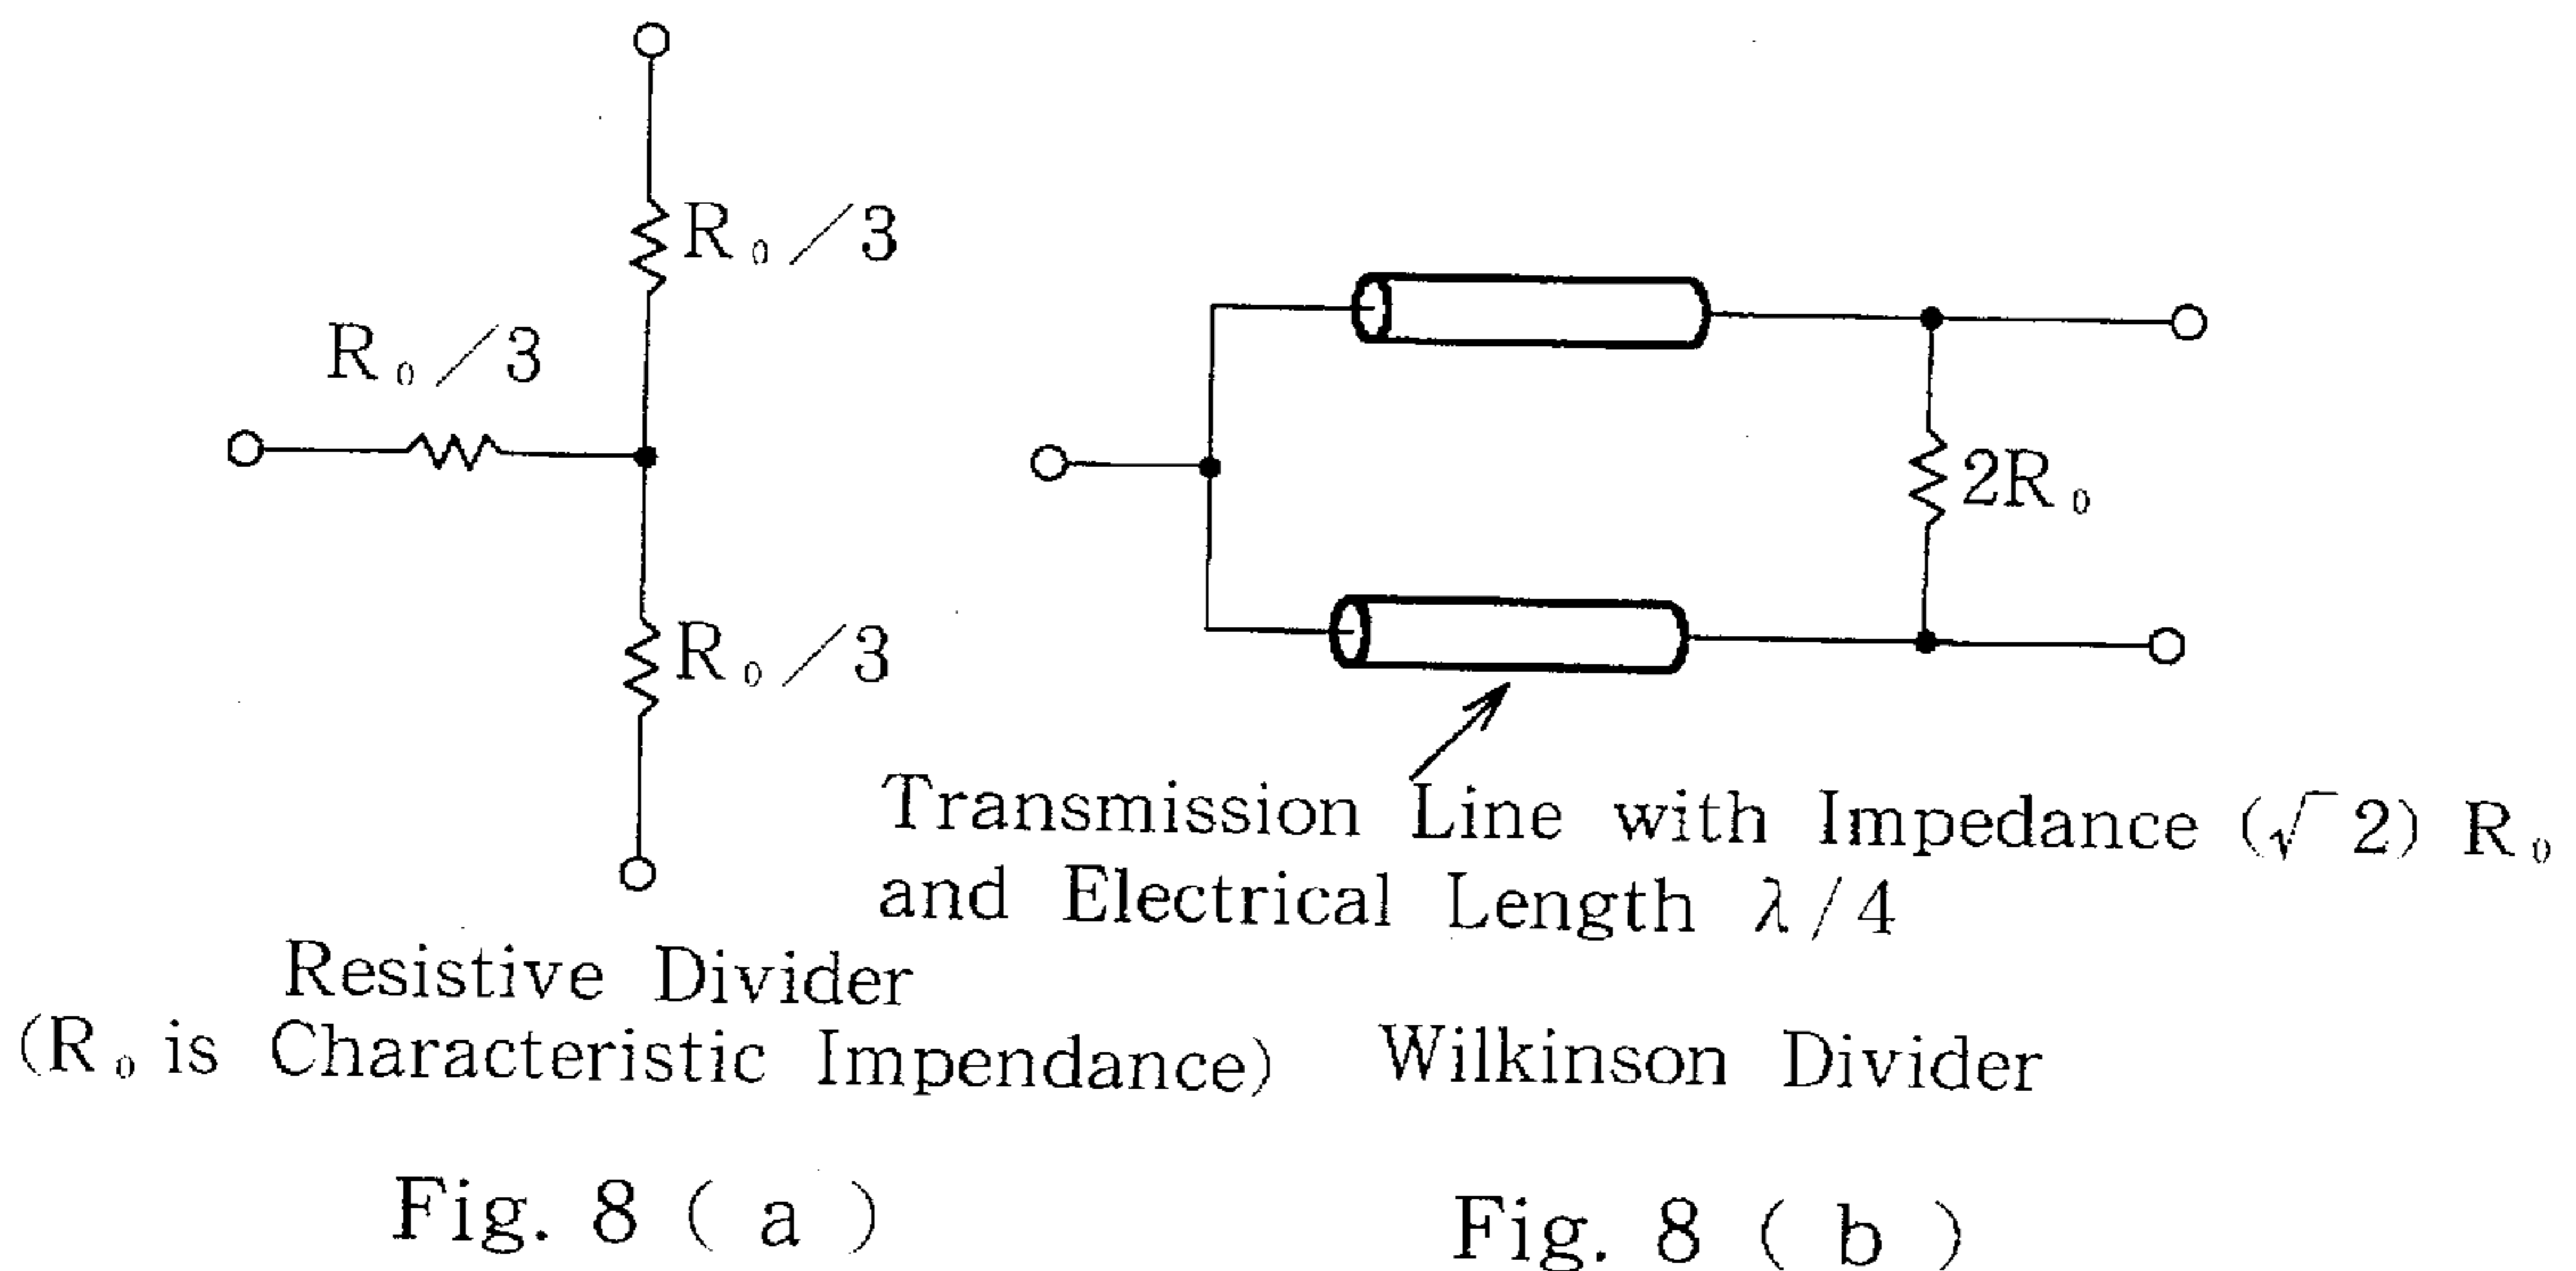 R₀/3
R₀/3
R₀/3
2R₀
Transmission Line with Impedance (√2) R₀
and Electrical Length λ/4
Resistive Divider
(R₀ is Characteristic Impendance)
Wilkinson Divider
Fig. 8 ( a )
Fig. 8 ( b )